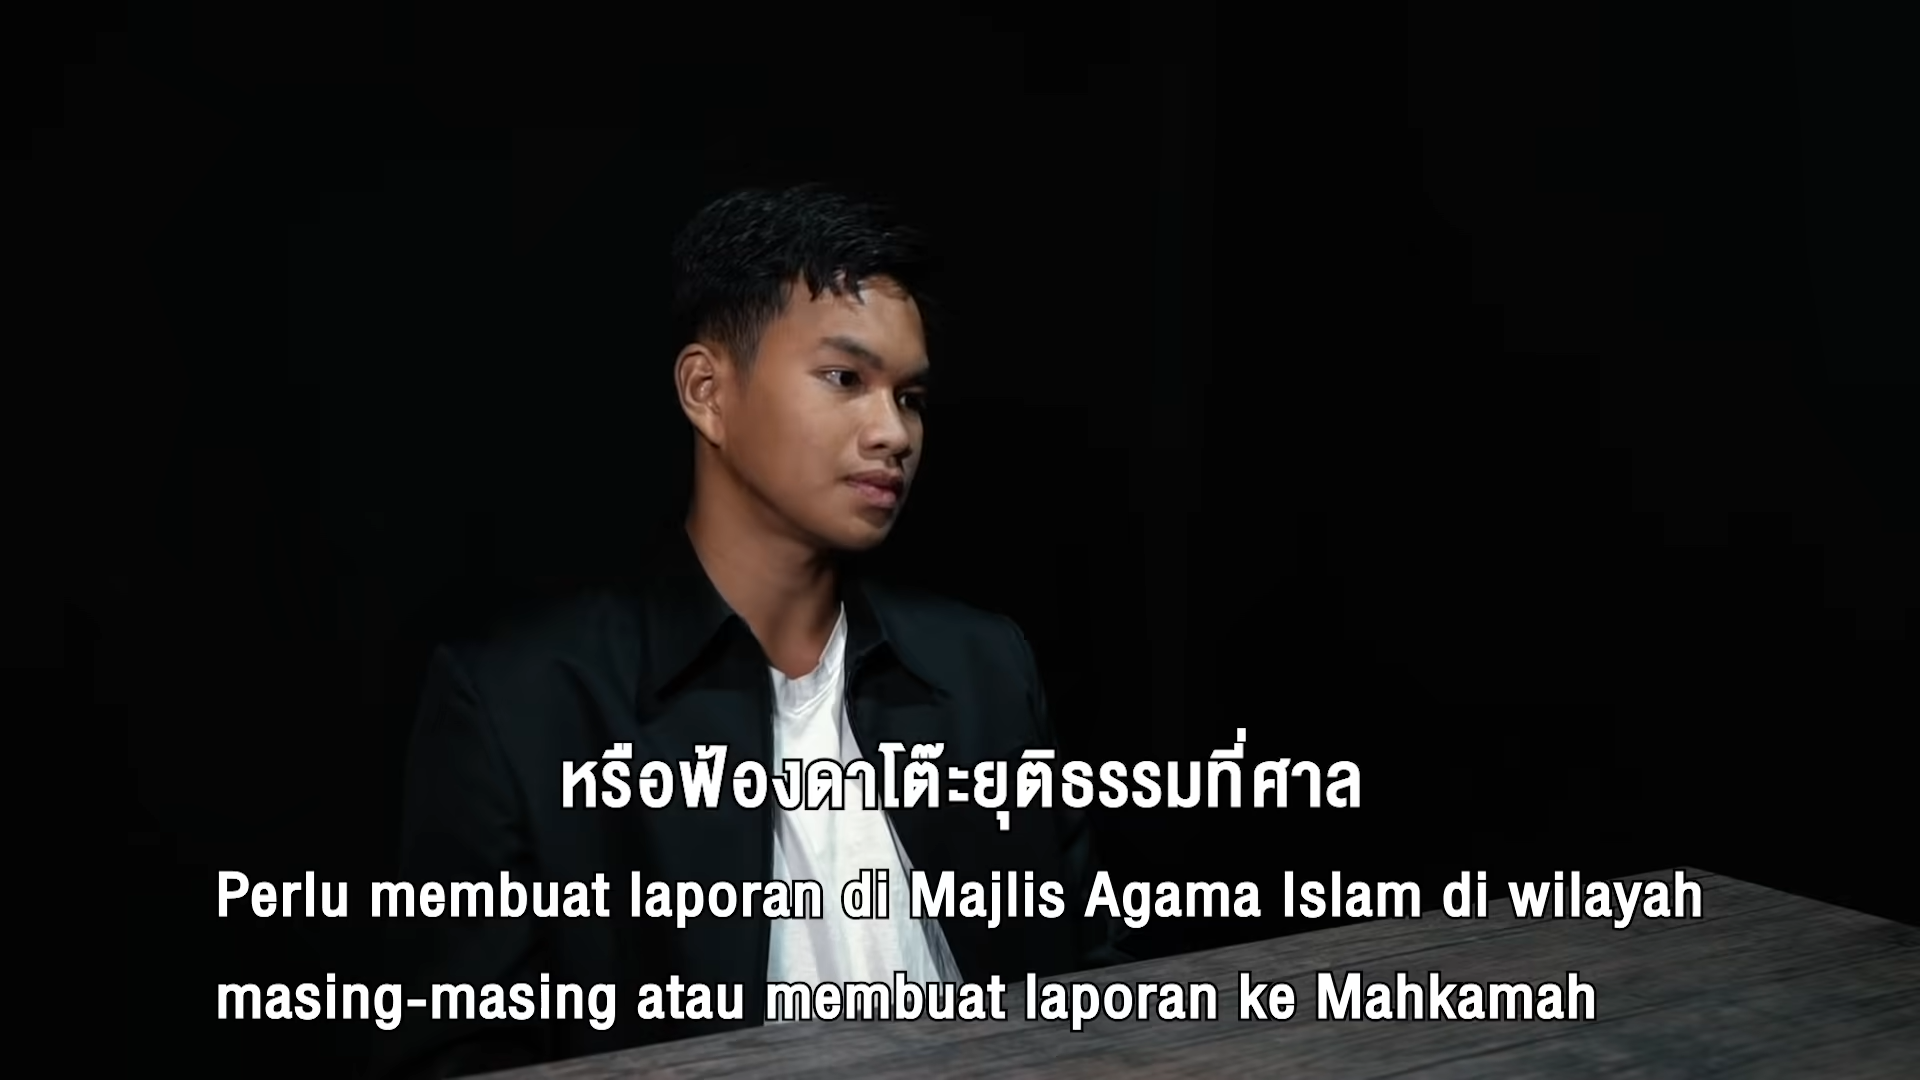 หรือฟ้องดาโต๊ะยุติธรรมที่ศาล
Perlu membuat laporan di Majlis Agama Islam di wilayah
masing-masing atau membuat laporan ke Mahkamah